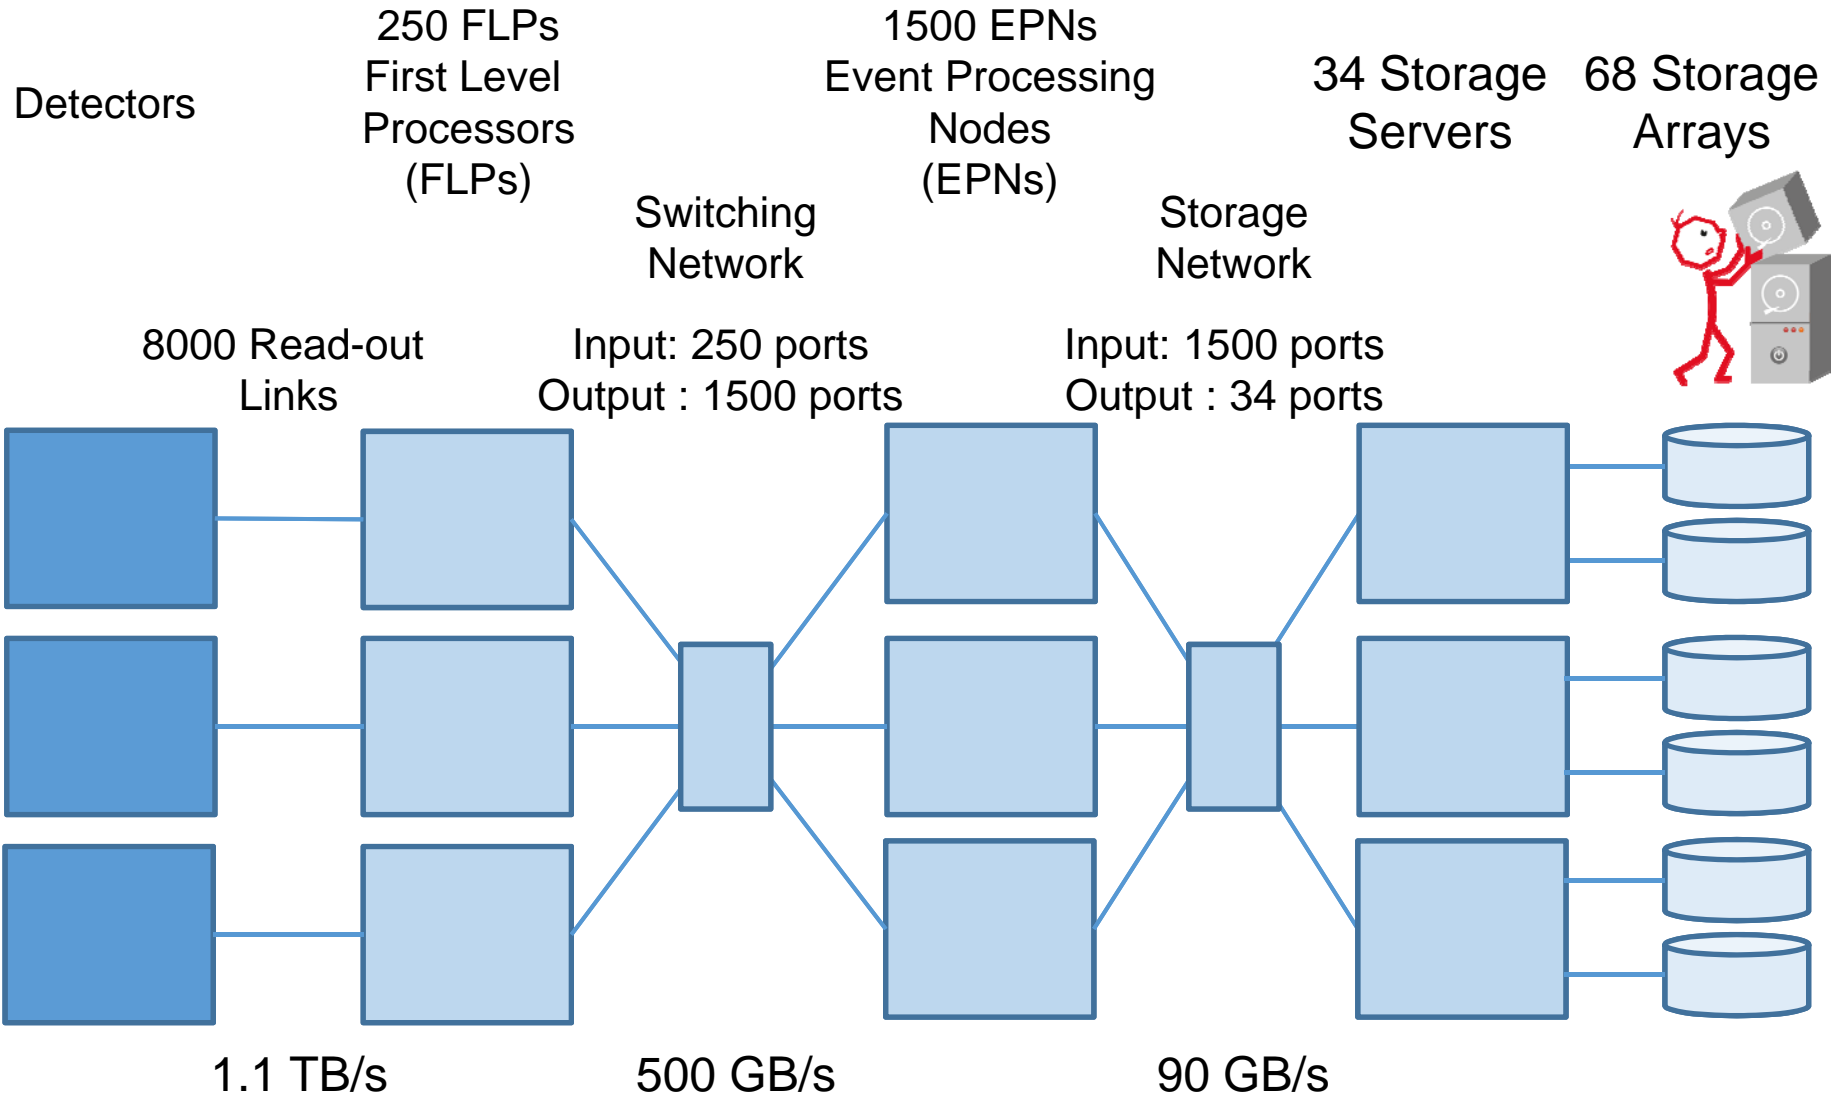 Detectors
250 FLPs
First Level
Processors
(FLPs)
Switching
Network
1500 EPNs
Event Processing
Nodes
(EPNs)
Storage
Network
34 Storage
Servers
68 Storage
Arrays
8000 Read-out
Links
Input: 250 ports
Output : 1500 ports
Input: 1500 ports
Output : 34 ports
1.1 TB/s
500 GB/s
90 GB/s